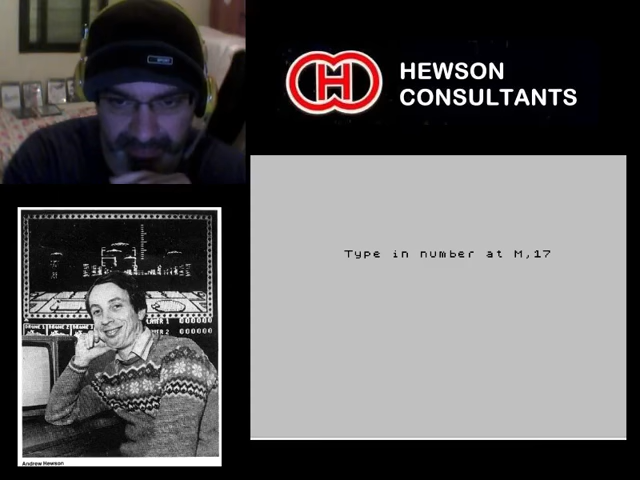 HEWSON
CONSULTANTS
Type in number at M,17
Andrew Hewson